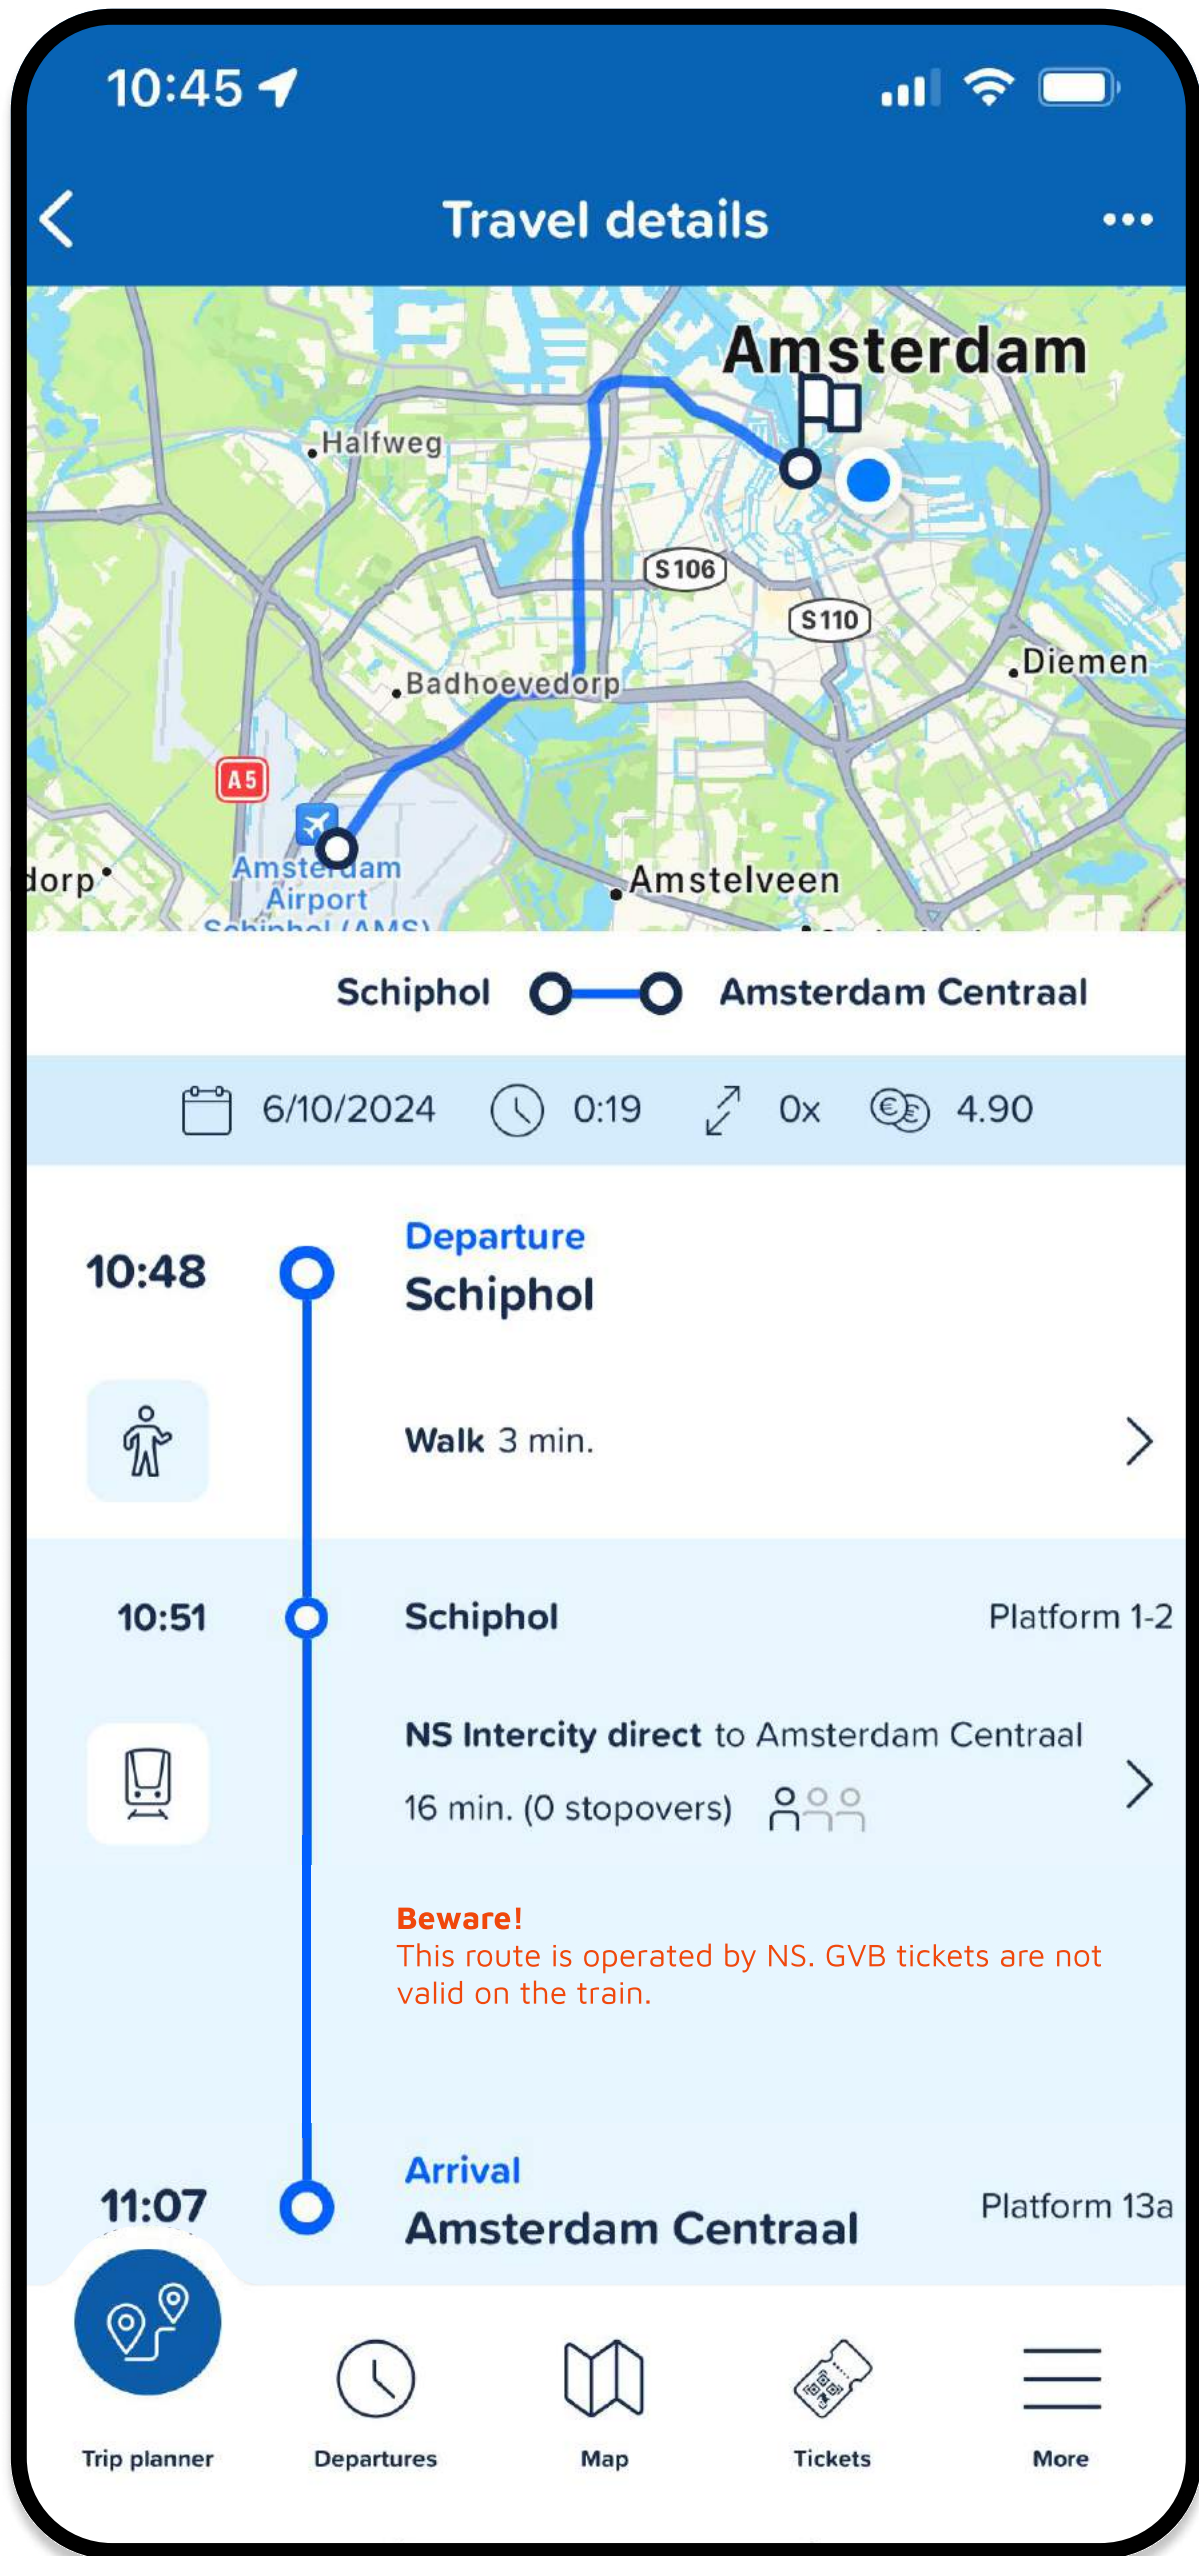 10:45
Travel details
Amsterdam
Halfweg
S106
S110
Diemen
Badhoevedorp
A5
Amsterdam
Airport
Schiphol (AMS)
dorp
Amstelveen
Schiphol
Amsterdam Centraal
6/10/2024
0:19
0x
4.90
Departure
10:48
Schiphol
Walk 3 min.
10:51
Schiphol
Platform 1-2
NS Intercity direct to Amsterdam Centraal
16 min. (0 stopovers)
Beware!
This route is operated by NS. GVB tickets are not
valid on the train.
Arrival
11:07
Amsterdam Centraal
Platform 13a
Trip planner
Departures
Map
Tickets
More